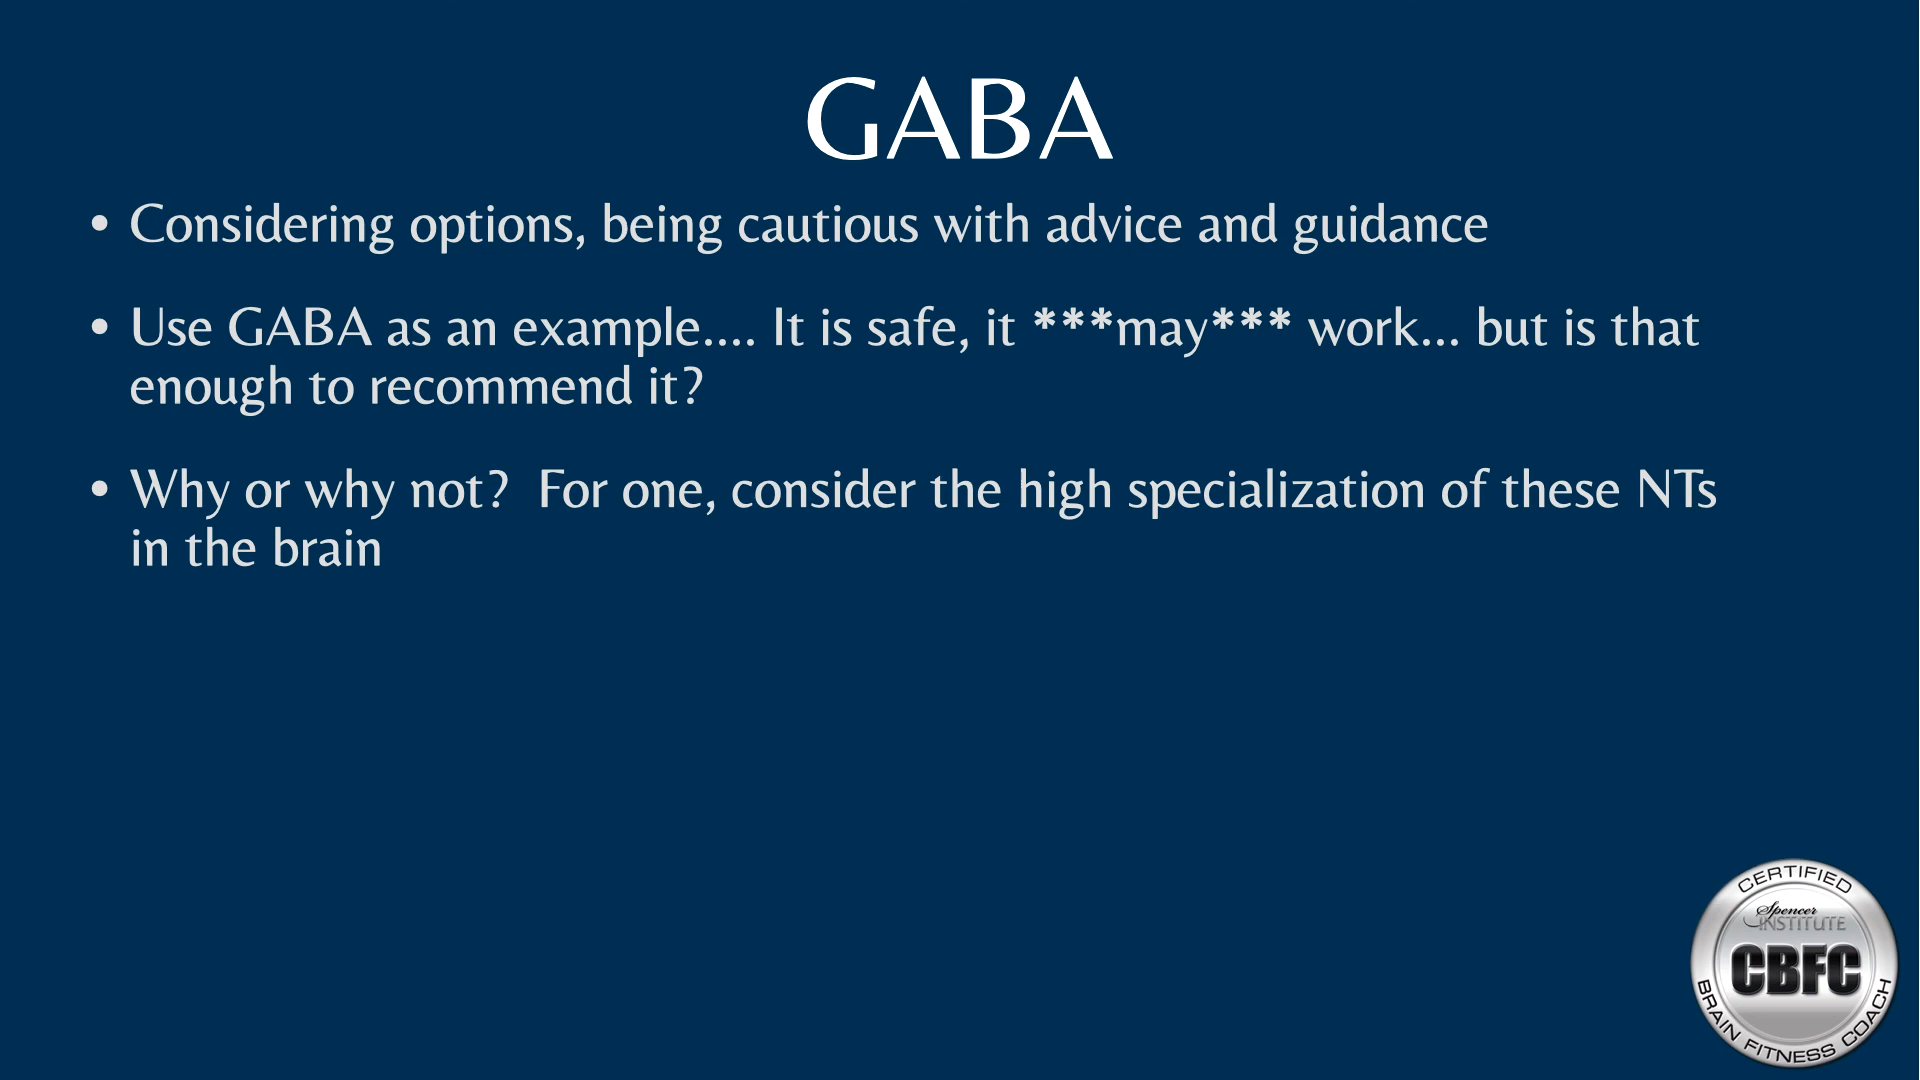 GABA
• Considering options, being cautious with advice and guidance
• Use GABA as an example.... It is safe, it ***may*** work... but is that
enough to recommend it?
• Why or why not?  For one, consider the high specialization of these NTs
in the brain
CERTIFIED
Spencer
INSTITUTE
CBFC
BRAIN FITNESS COACH